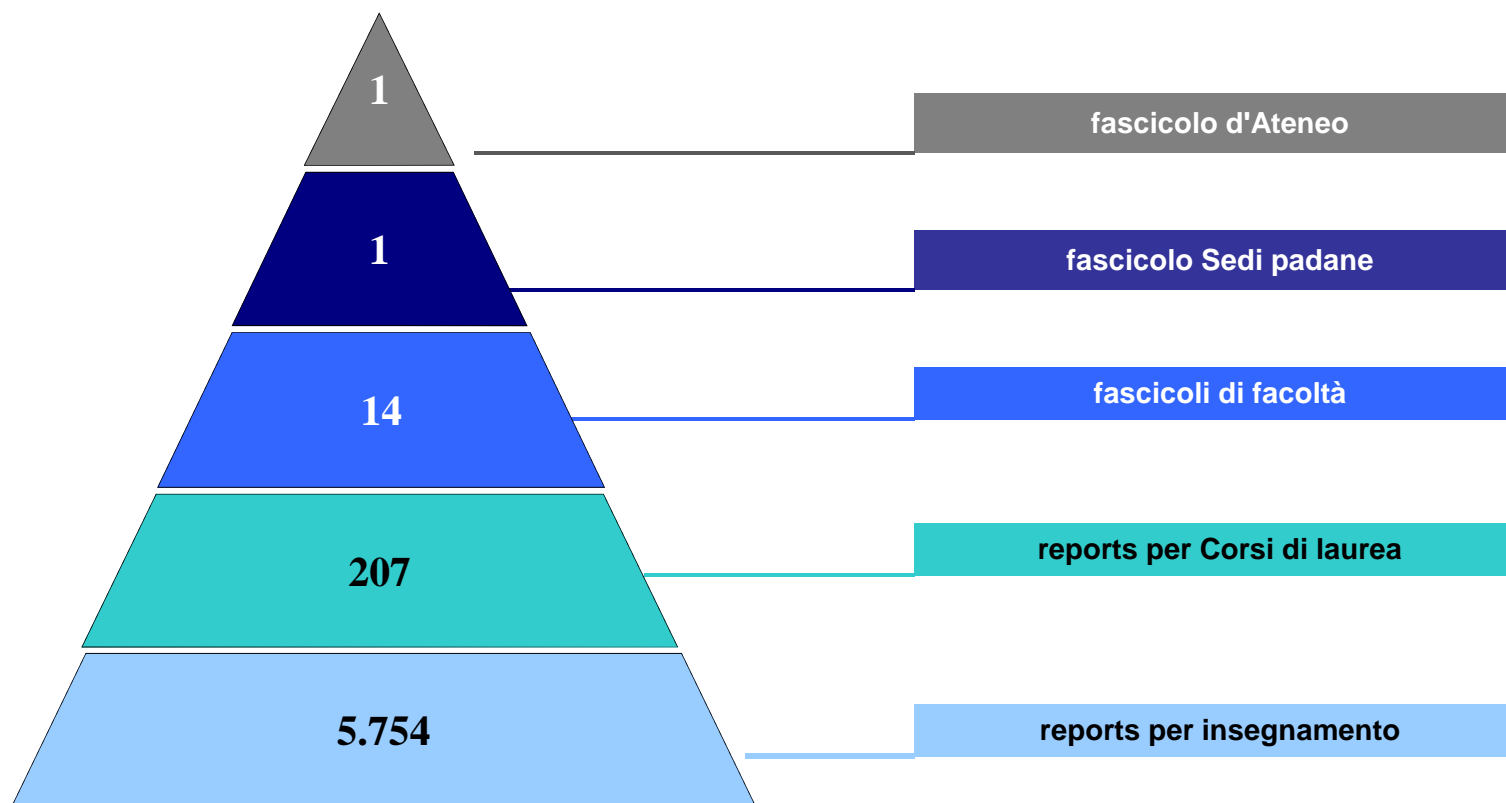 1
fascicolo d'Ateneo
1
fascicolo Sedi padane
14
fascicoli di facoltà
207
reports per Corsi di laurea
5.754
reports per insegnamento